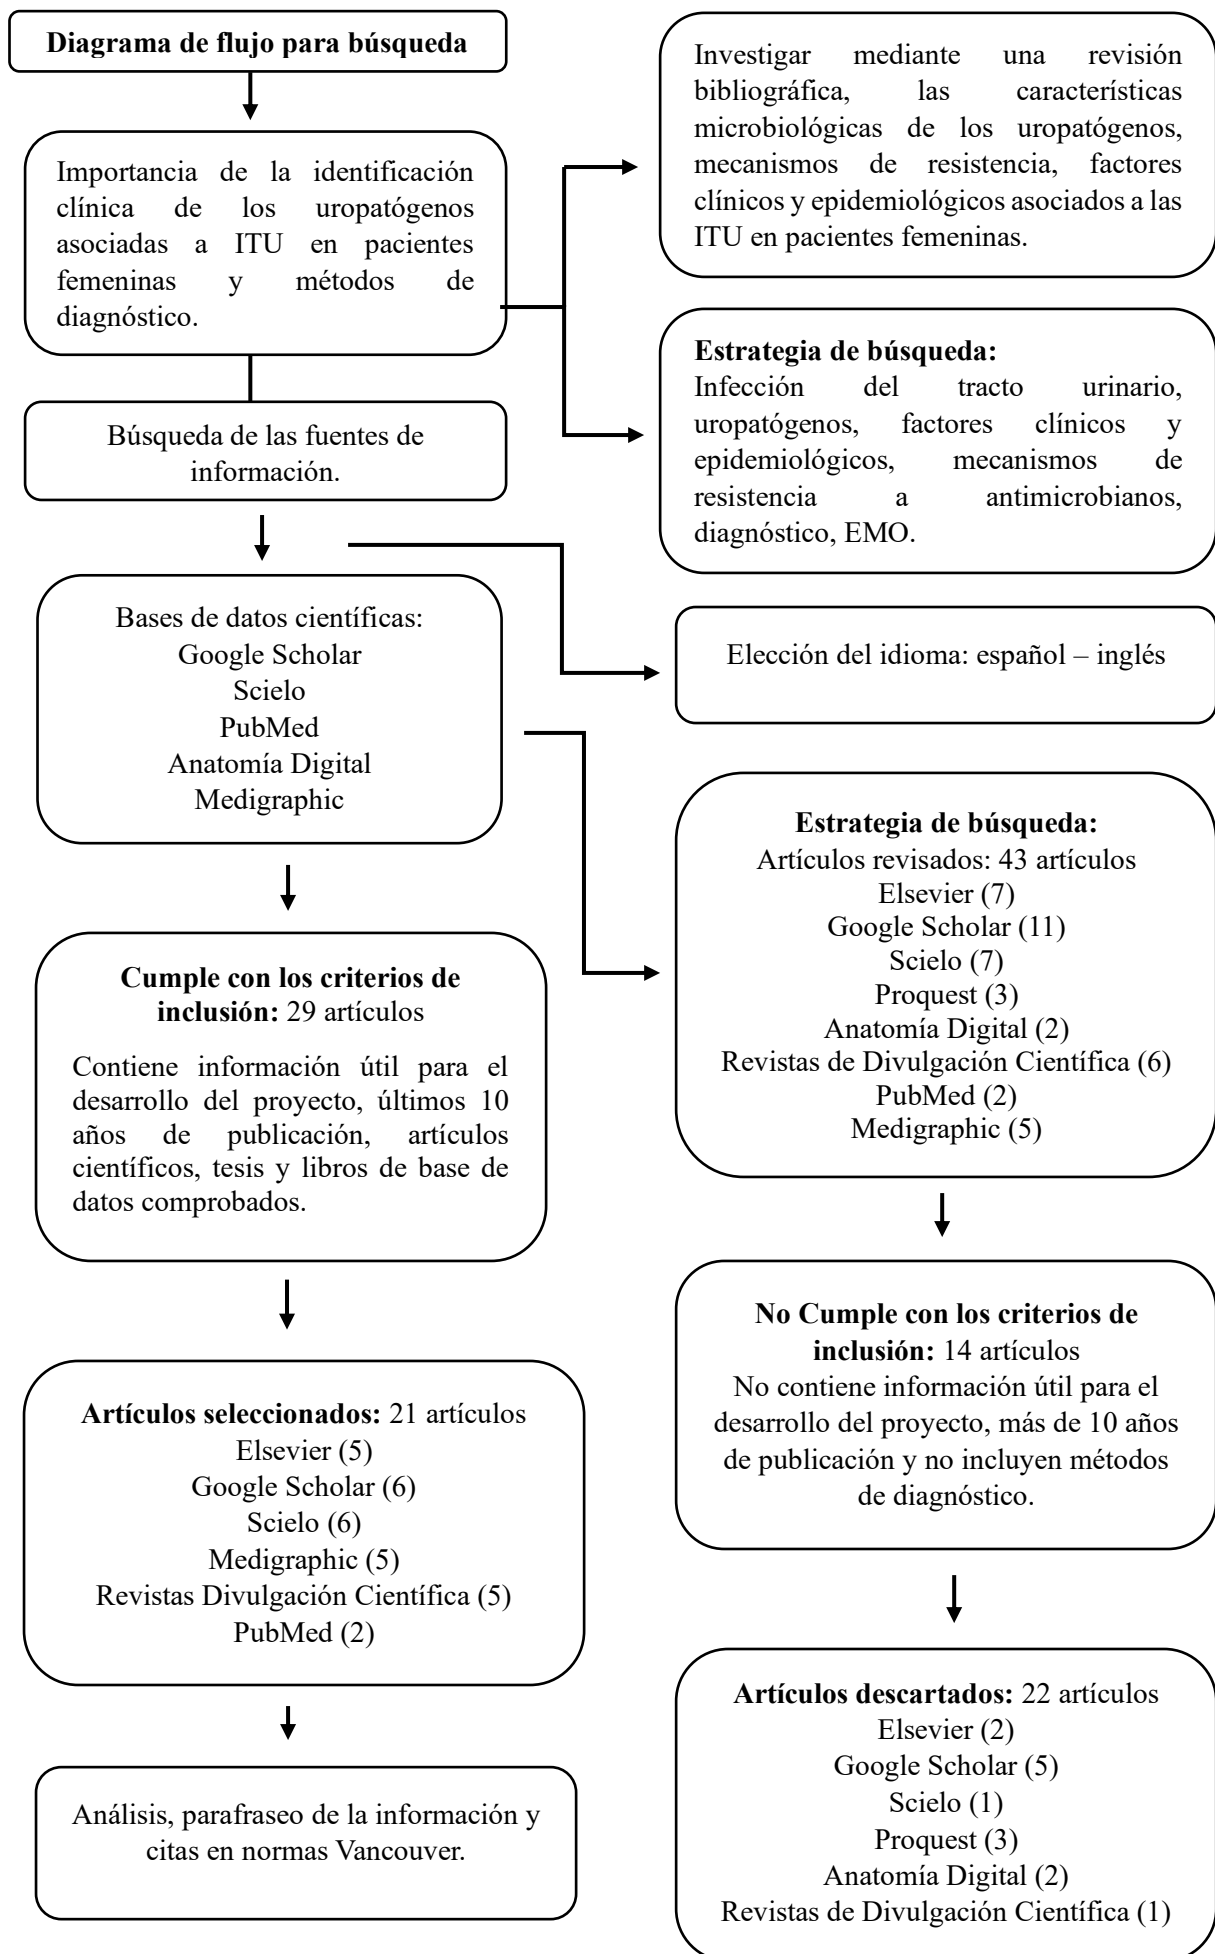 Diagrama de flujo para búsqueda
Importancia de la identificación
clínica de los uropatógenos
asociadas a ITU en pacientes
femeninas y métodos de
diagnóstico.
Investigar mediante una revisión
bibliográfica, las características
microbiológicas de los uropatógenos,
mecanismos de resistencia, factores
clínicos y epidemiológicos asociados a las
ITU en pacientes femeninas.
Estrategia de búsqueda:
Infección del tracto urinario,
uropatógenos, factores clínicos y
epidemiológicos, mecanismos de
resistencia a antimicrobianos,
diagnóstico, EMO.
Búsqueda de las fuentes de
información.
Elección del idioma: español – inglés
Bases de datos científicas:
Google Scholar
Scielo
PubMed
Anatomía Digital
Medigraphic
Estrategia de búsqueda:
Artículos revisados: 43 artículos
Elsevier (7)
Google Scholar (11)
Scielo (7)
Proquest (3)
Anatomía Digital (2)
Revistas de Divulgación Científica (6)
PubMed (2)
Medigraphic (5)
Cumple con los criterios de
inclusión: 29 artículos
Contiene información útil para el
desarrollo del proyecto, últimos 10
años de publicación, artículos
científicos, tesis y libros de base de
datos comprobados.
No Cumple con los criterios de
inclusión: 14 artículos
No contiene información útil para el
desarrollo del proyecto, más de 10 años
de publicación y no incluyen métodos
de diagnóstico.
Artículos seleccionados: 21 artículos
Elsevier (5)
Google Scholar (6)
Scielo (6)
Medigraphic (5)
Revistas Divulgación Científica (5)
PubMed (2)
Artículos descartados: 22 artículos
Elsevier (2)
Google Scholar (5)
Scielo (1)
Proquest (3)
Anatomía Digital (2)
Revistas de Divulgación Científica (1)
Análisis, parafraseo de la información y
citas en normas Vancouver.